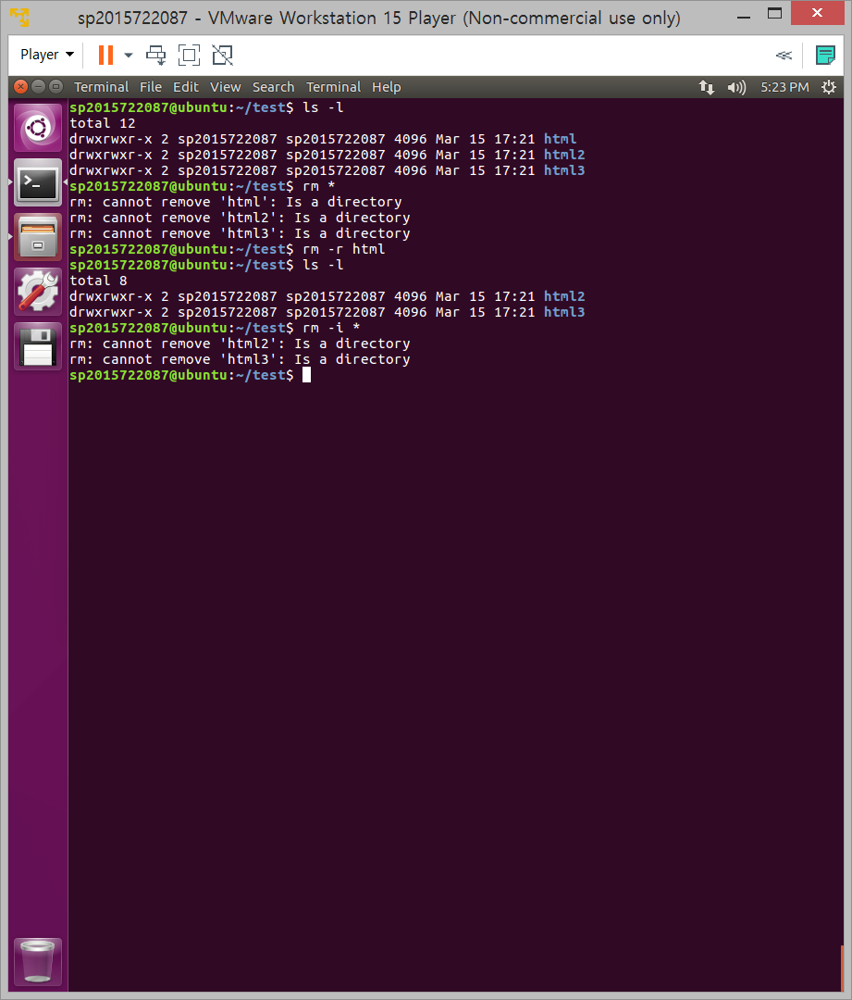 sp2015722087 - VMware Workstation 15 Player (Non-commercial use only)
Player
Terminal File Edit View Search Terminal Help 5:23 PM
sp2015722087@ubuntu:~/test$ ls -l
total 12
drwxrwxr-x 2 sp2015722087 sp2015722087 4096 Mar 15 17:21 html
drwxrwxr-x 2 sp2015722087 sp2015722087 4096 Mar 15 17:21 html2
drwxrwxr-x 2 sp2015722087 sp2015722087 4096 Mar 15 17:21 html3
sp2015722087@ubuntu:~/test$ rm *
rm: cannot remove 'html': Is a directory
rm: cannot remove 'html2': Is a directory
rm: cannot remove 'html3': Is a directory
sp2015722087@ubuntu:~/test$ rm -r html
sp2015722087@ubuntu:~/test$ ls -l
total 8
drwxrwxr-x 2 sp2015722087 sp2015722087 4096 Mar 15 17:21 html2
drwxrwxr-x 2 sp2015722087 sp2015722087 4096 Mar 15 17:21 html3
sp2015722087@ubuntu:~/test$ rm -i *
rm: cannot remove 'html2': Is a directory
rm: cannot remove 'html3': Is a directory
sp2015722087@ubuntu:~/test$